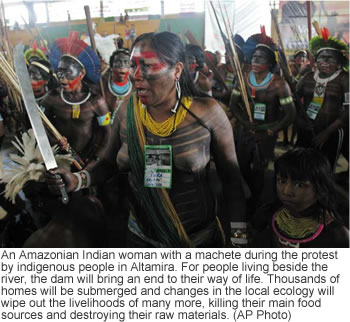 An Amazonian Indian woman with a machete during the protest
by indigenous people in Altamira. For people living beside the
river, the dam will bring an end to their way of life. Thousands of
homes will be submerged and changes in the local ecology will
wipe out the livelihoods of many more, killing their main food
sources and destroying their raw materials. (AP Photo)